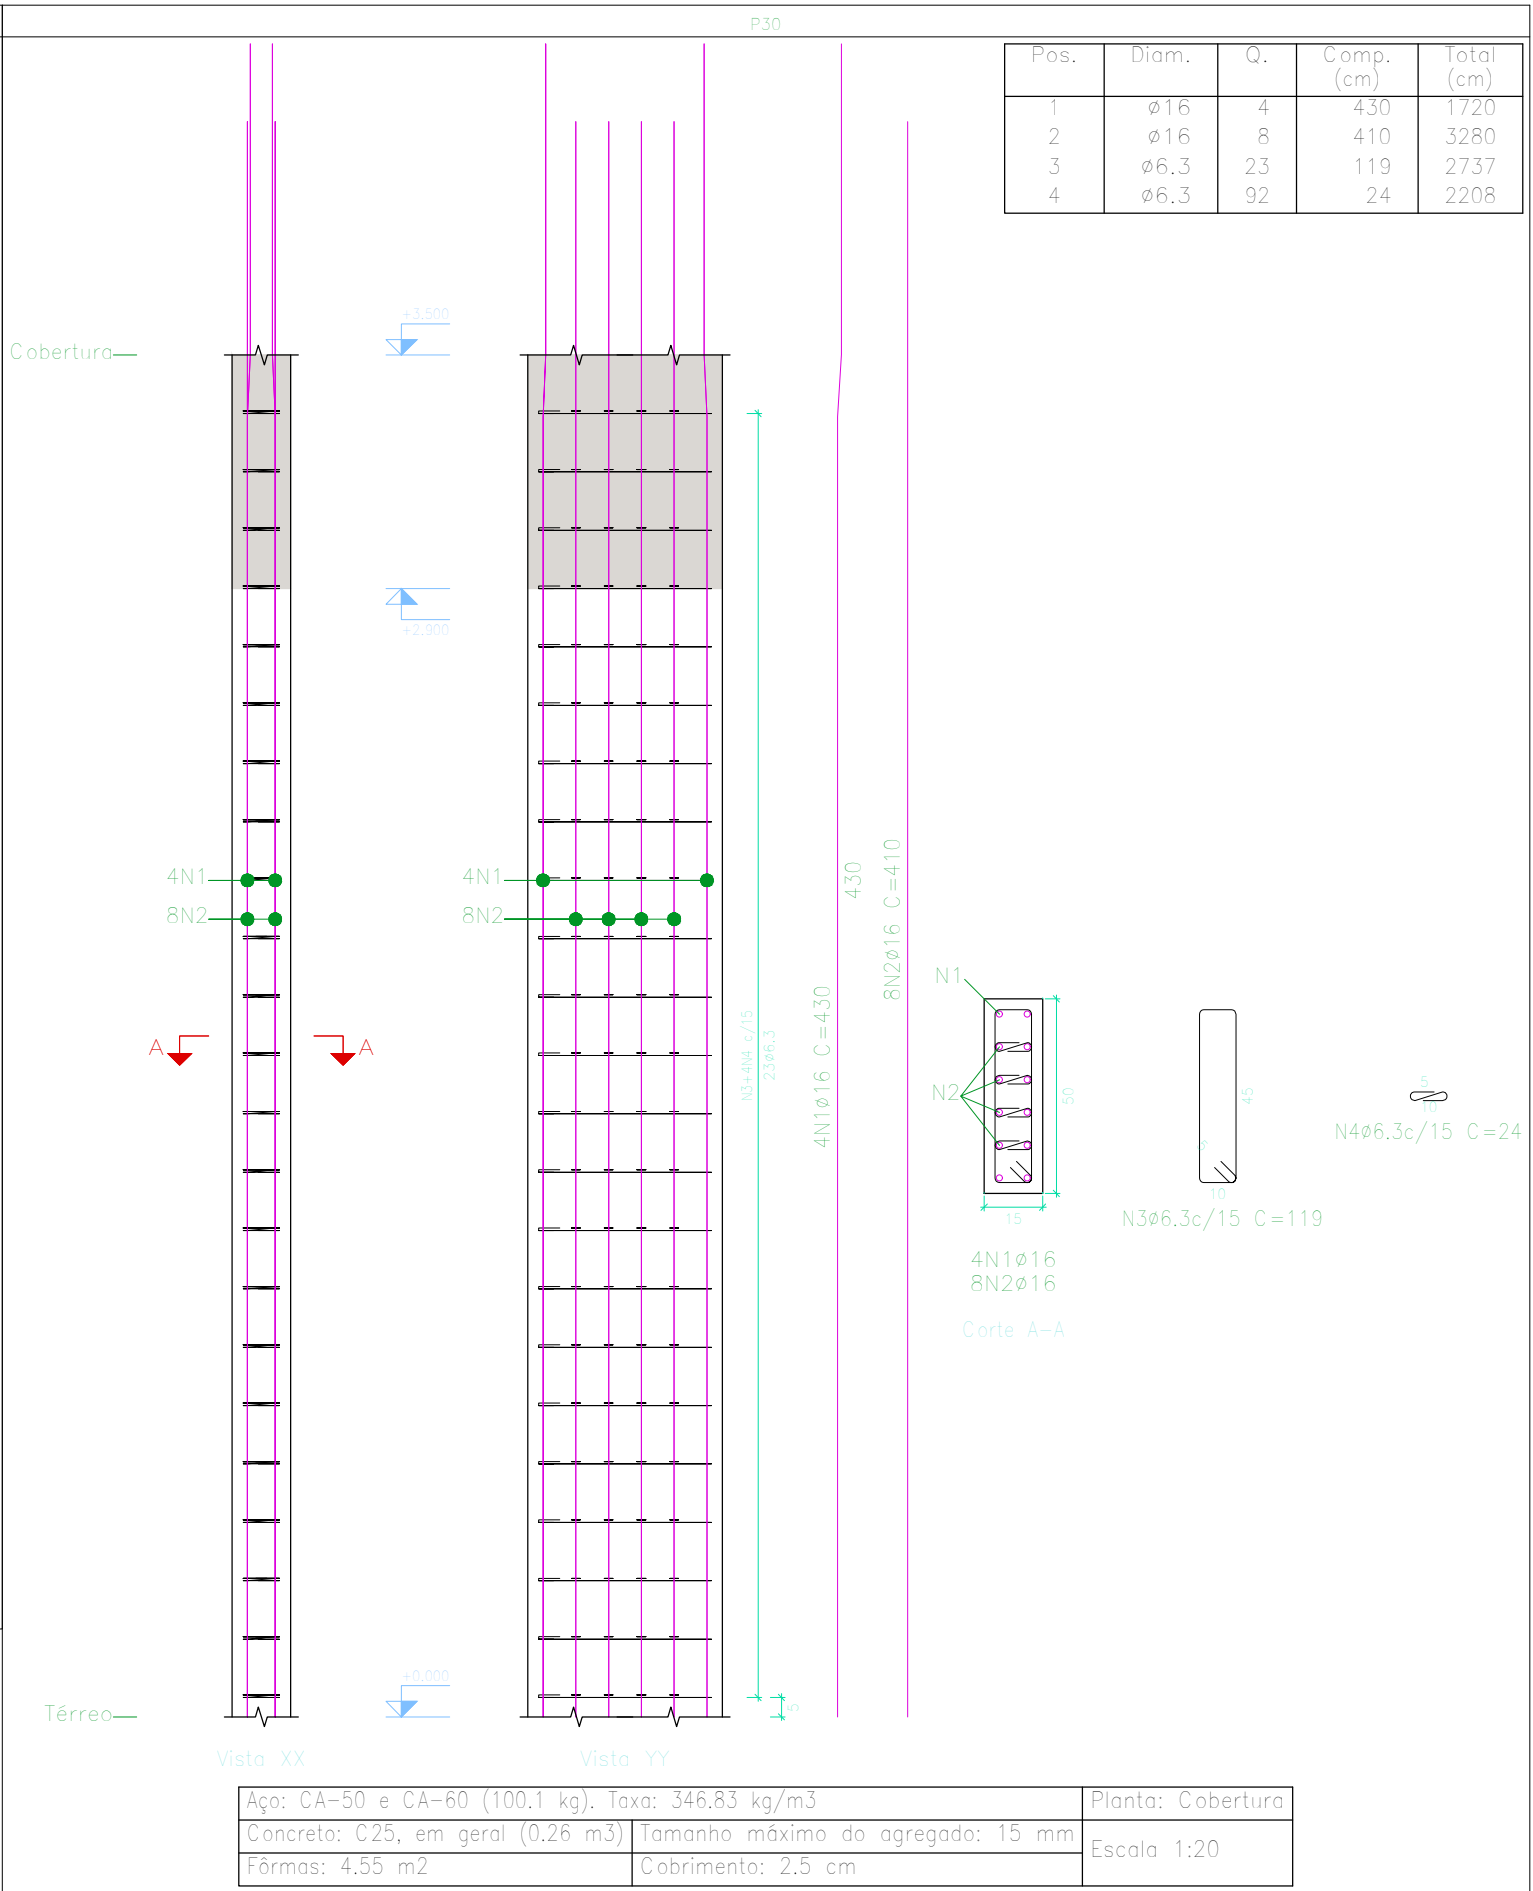 P30
Pos. Diam. Q. Comp. (cm) Total (cm)
1 ø16 4 430 1720
2 ø16 8 410 3280
3 ø6.3 23 119 2737
4 ø6.3 92 24 2208
+3.500
Cobertura
+2.900
4N1
8N2
4N1
8N2
A
A
N3+4N4 c/15
23ø6.3
5
4N1ø16 C=430
430
8N2ø16 C=410
N1
N2
50
15
4N1ø16
8N2ø16
Corte A-A
45
5
10
N3ø6.3c/15 C=119
5
10
N4ø6.3c/15 C=24
+0.000
Térreo
Vista XX
Vista YY
Aço: CA-50 e CA-60 (100.1 kg). Taxa: 346.83 kg/m3
Planta: Cobertura
Concreto: C25, em geral (0.26 m3)
Tamanho máximo do agregado: 15 mm
Escala 1:20
Fôrmas: 4.55 m2
Cobrimento: 2.5 cm